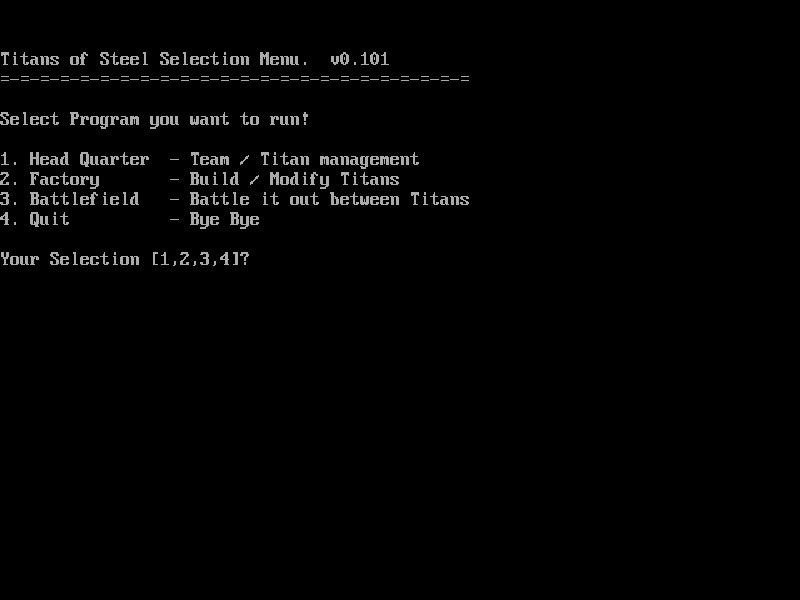 Titans of Steel Selection Menu.  v0.101
=-=-=-=-=-=-=-=-=-=-=-=-=-=-=-=-=-=-=-=-=-=-=-=
Select Program you want to run!
1. Head Quarter  - Team / Titan management
2. Factory       - Build / Modify Titans
3. Battlefield   - Battle it out between Titans
4. Quit          - Bye Bye
Your Selection [1,2,3,4]?